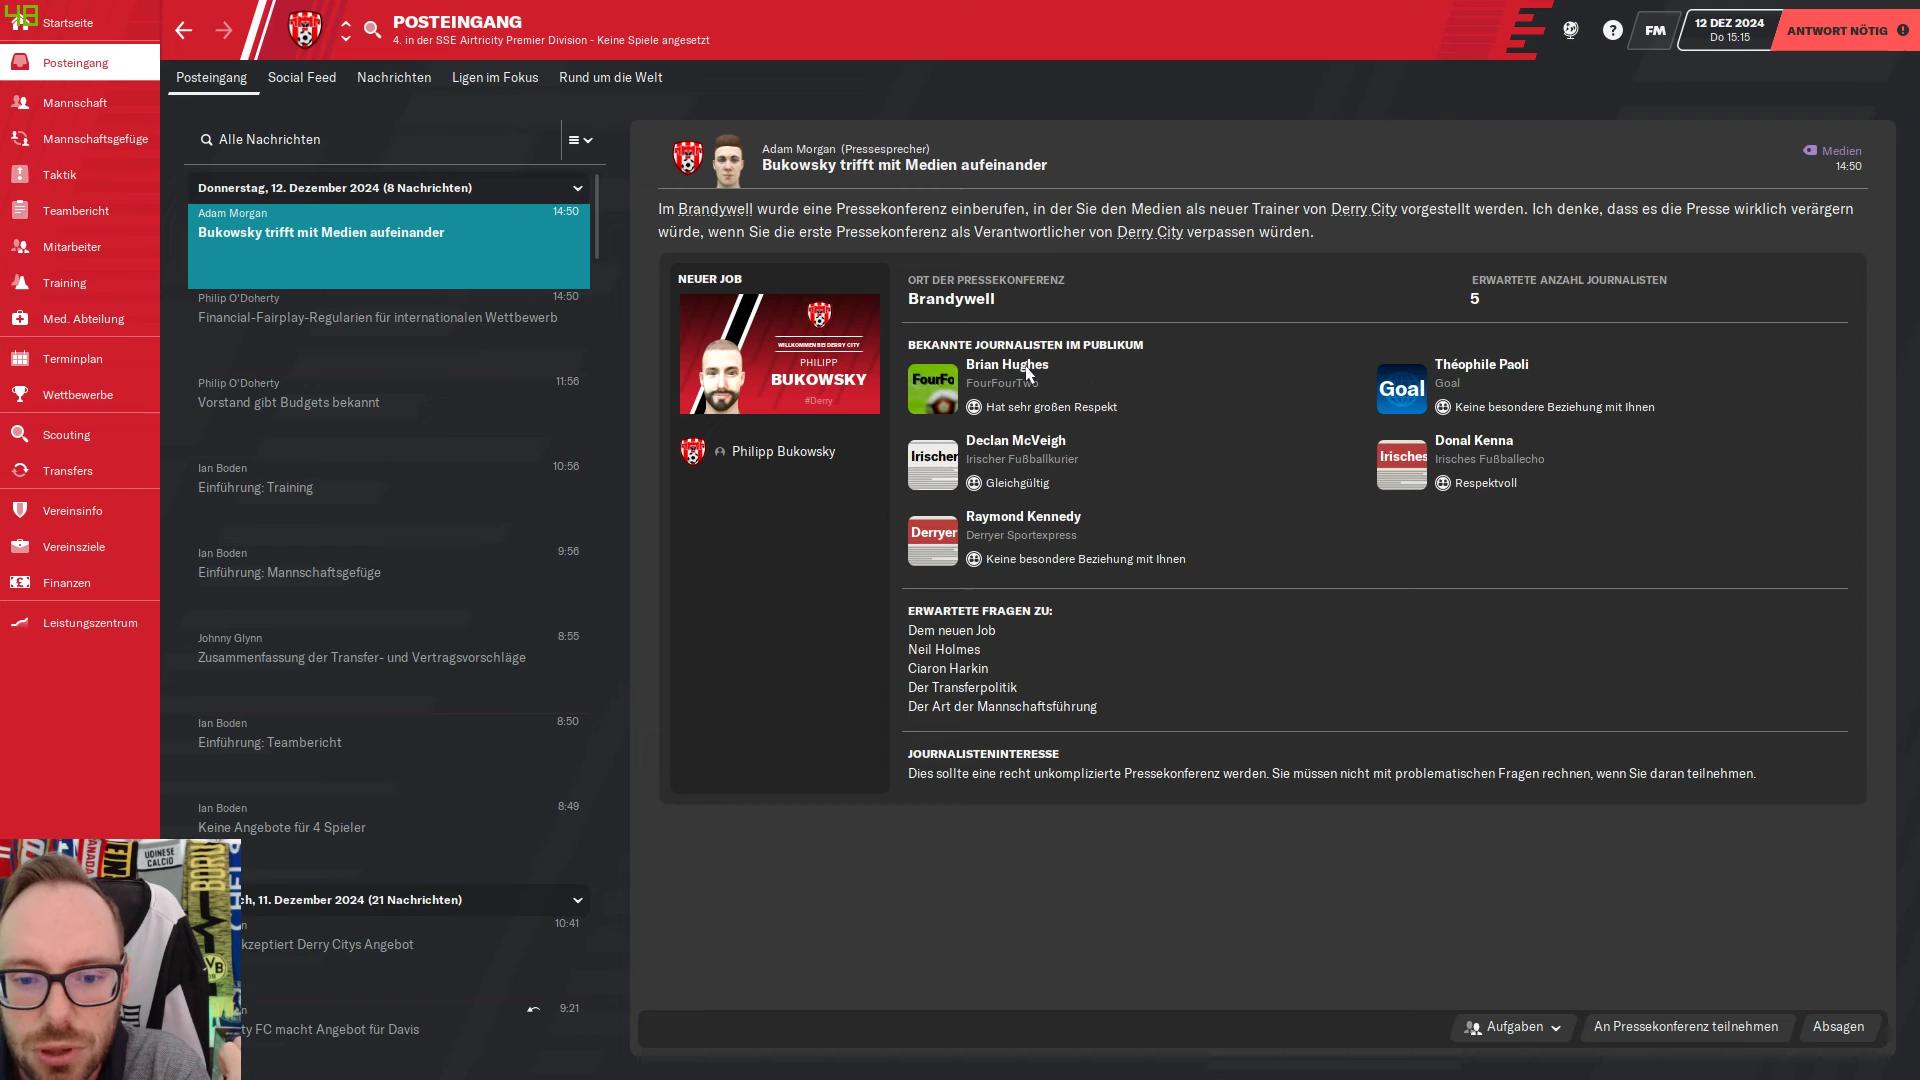 49
Startseite
POSTEINGANG
4. in der SSE Airtricity Premier Division - Keine Spiele angesetzt
FM
12 DEZ 2024
Do 15:15
ANTWORT NÖTIG
Posteingang
Mannschaft
Mannschaftsgefüge
Taktik
Teambericht
Mitarbeiter
Training
Med. Abteilung
Terminplan
Wettbewerbe
Scouting
Transfers
Vereinsinfo
Vereinsziele
Finanzen
Leistungszentrum
Posteingang
Social Feed
Nachrichten
Ligen im Fokus
Rund um die Welt
Alle Nachrichten
Donnerstag, 12. Dezember 2024 (8 Nachrichten)
Adam Morgan 14:50
Bukowsky trifft mit Medien aufeinander
Philip O'Doherty 14:50
Financial-Fairplay-Regularien für internationalen Wettbewerb
Philip O'Doherty 11:56
Vorstand gibt Budgets bekannt
Ian Boden 10:56
Einführung: Training
Ian Boden 9:56
Einführung: Mannschaftsgefüge
Johnny Glynn 8:55
Zusammenfassung der Transfer- und Vertragsvorschläge
Ian Boden 8:50
Einführung: Teambericht
Ian Boden 8:49
Keine Angebote für 4 Spieler
ch, 11. Dezember 2024 (21 Nachrichten)
n 10:41
kzeptiert Derry Citys Angebot
n 9:21
ty FC macht Angebot für Davis
Adam Morgan (Pressesprecher)
Bukowsky trifft mit Medien aufeinander
Medien
14:50
Im Brandywell wurde eine Pressekonferenz einberufen, in der Sie den Medien als neuer Trainer von Derry City vorgestellt werden. Ich denke, dass es die Presse wirklich verärgern
würde, wenn Sie die erste Pressekonferenz als Verantwortlicher von Derry City verpassen würden.
NEUER JOB
WILLKOMMEN BEI DERRY CITY
PHILIPP
BUKOWSKY
#Derry
Philipp Bukowsky
ORT DER PRESSEKONFERENZ
Brandywell
ERWARTETE ANZAHL JOURNALISTEN
5
BEKANNTE JOURNALISTEN IM PUBLIKUM
FourFo
Brian Hughes
FourFourTwo
Hat sehr großen Respekt
Goal
Théophile Paoli
Goal
Keine besondere Beziehung mit Ihnen
Irischer
Declan McVeigh
Irischer Fußballkurier
Gleichgültig
Irisches
Donal Kenna
Irisches Fußballecho
Respektvoll
Derryer
Raymond Kennedy
Derryer Sportexpress
Keine besondere Beziehung mit Ihnen
ERWARTETE FRAGEN ZU:
Dem neuen Job
Neil Holmes
Ciaron Harkin
Der Transferpolitik
Der Art der Mannschaftsführung
JOURNALISTENINTERESSE
Dies sollte eine recht unkomplizierte Pressekonferenz werden. Sie müssen nicht mit problematischen Fragen rechnen, wenn Sie daran teilnehmen.
Aufgaben
An Pressekonferenz teilnehmen
Absagen
UDINESE
CALCIO